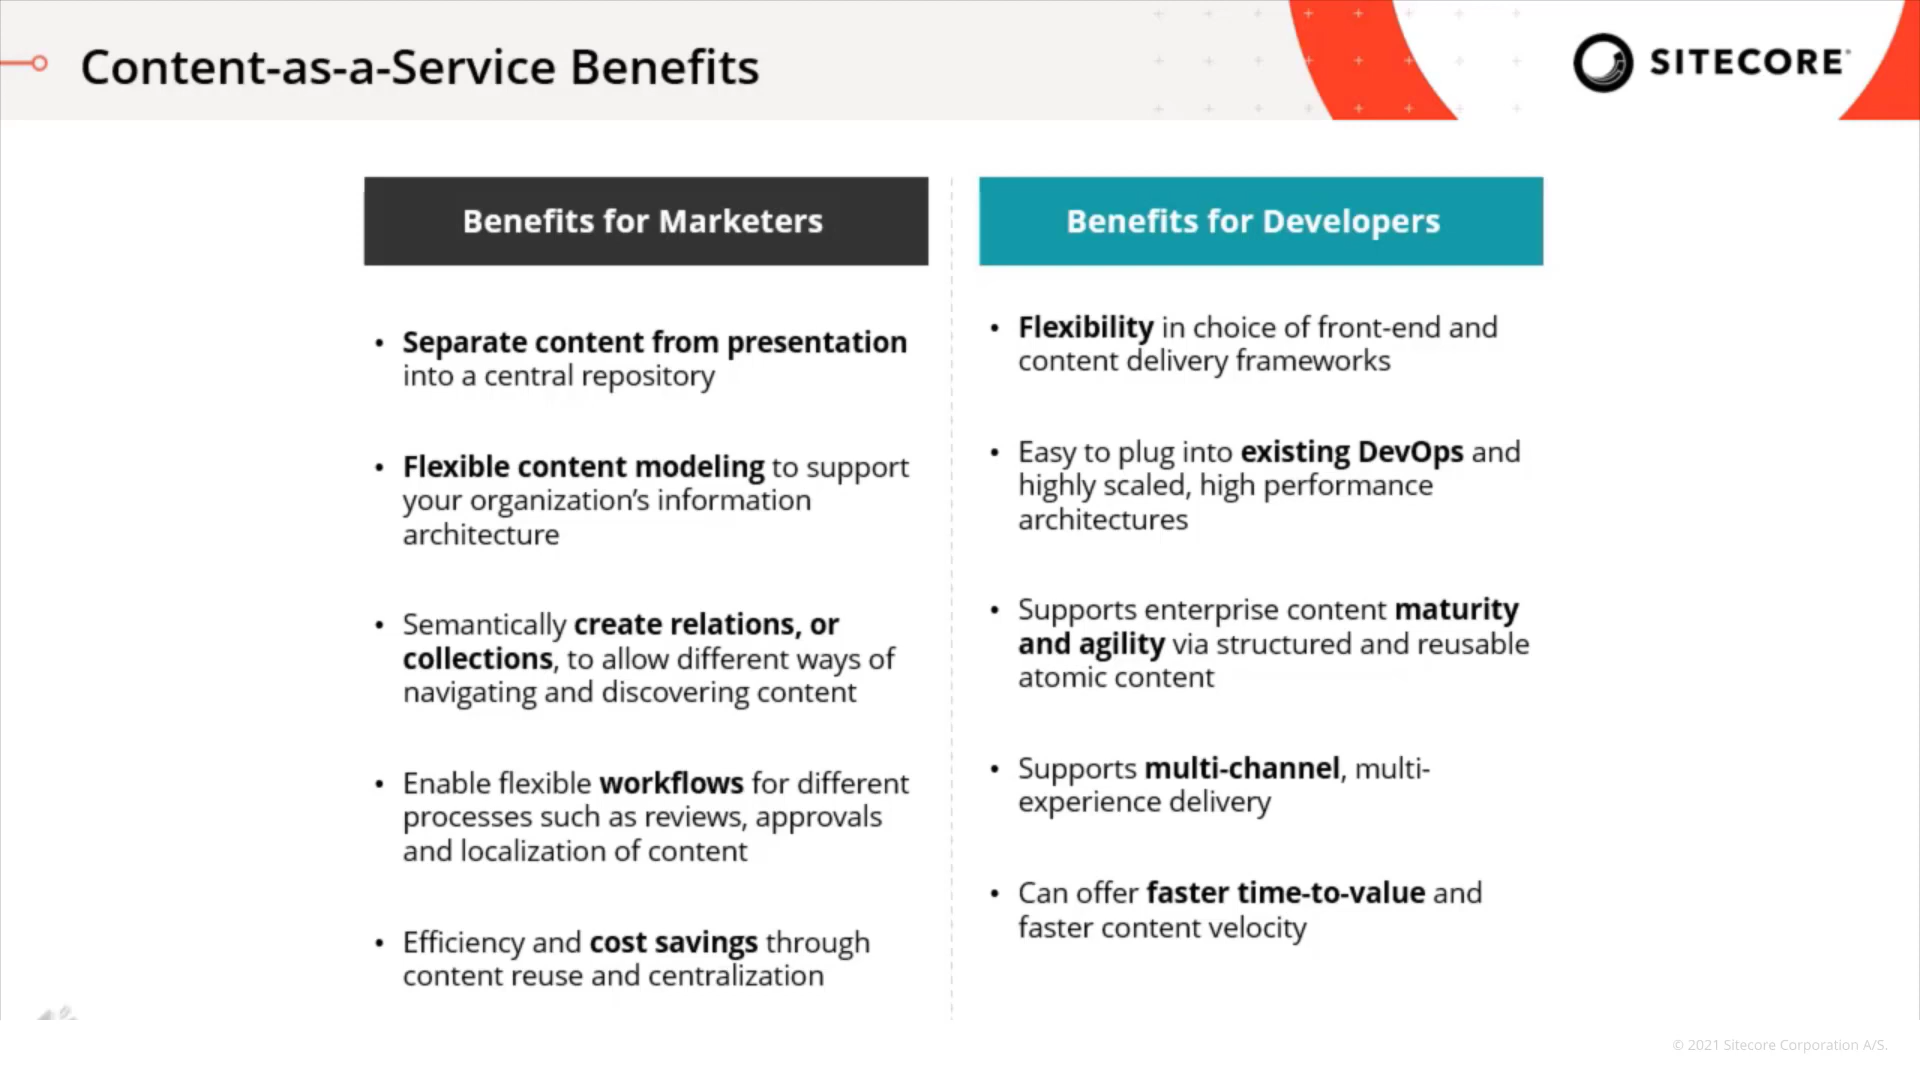 Content-as-a-Service Benefits
SITECORE
Benefits for Marketers
• Separate content from presentation
into a central repository
• Flexible content modeling to support
your organization’s information
architecture
• Semantically create relations, or
collections, to allow different ways of
navigating and discovering content
• Enable flexible workflows for different
processes such as reviews, approvals
and localization of content
• Efficiency and cost savings through
content reuse and centralization
Benefits for Developers
• Flexibility in choice of front-end and
content delivery frameworks
• Easy to plug into existing DevOps and
highly scaled, high performance
architectures
• Supports enterprise content maturity
and agility via structured and reusable
atomic content
• Supports multi-channel, multi-
experience delivery
• Can offer faster time-to-value and
faster content velocity
© 2021 Sitecore Corporation A/S.